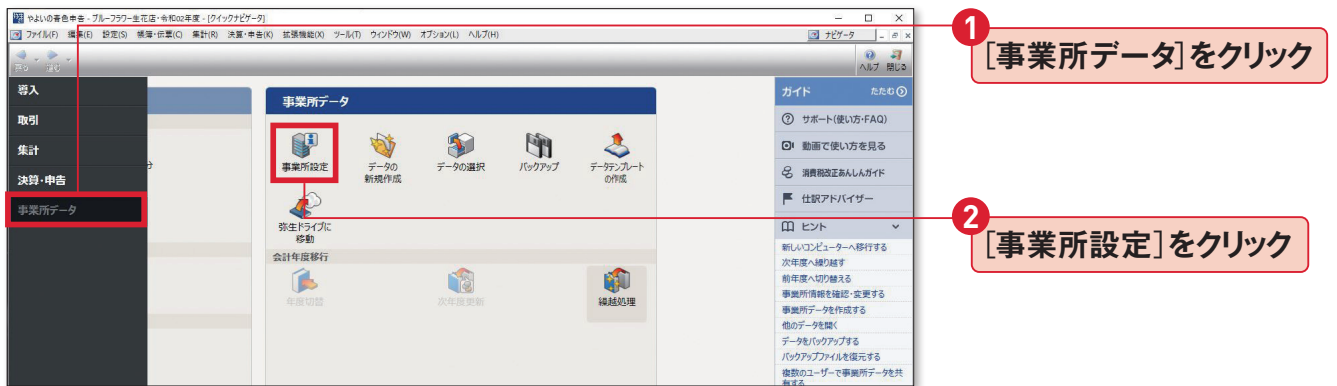 やよいの青色申告 - ブルーフラワー生花店・令和02年度 - [クイックナビゲータ]
ファイル(F) 編集(E) 設定(S) 帳簿・伝票(C) 集計(R) 決算・申告(K) 拡張機能(X) ツール(T) ウィンドウ(W) オプション(L) ヘルプ(H)
ナビゲータ
戻る 進む
ヘルプ 閉じる
導入
取引
集計
決算・申告
事業所データ
事業所データ
事業所設定
データの
新規作成
データの選択
バックアップ
データテンプレート
の作成
弥生ドライブに
移動
会計年度移行
年度切替
次年度更新
繰越処理
ガイド たたむ
サポート(使い方・FAQ)
動画で使い方を見る
消費税改正あんしんガイド
仕訳アドバイザー
ヒント
新しいコンピューターへ移行する
次年度へ繰り越す
前年度へ切り替える
事業所情報を確認・変更する
事業所データを作成する
他のデータを開く
データをバックアップする
バックアップファイルを復元する
複数のユーザーで事業所データを共
有する
1
[事業所データ]をクリック
2
[事業所設定]をクリック